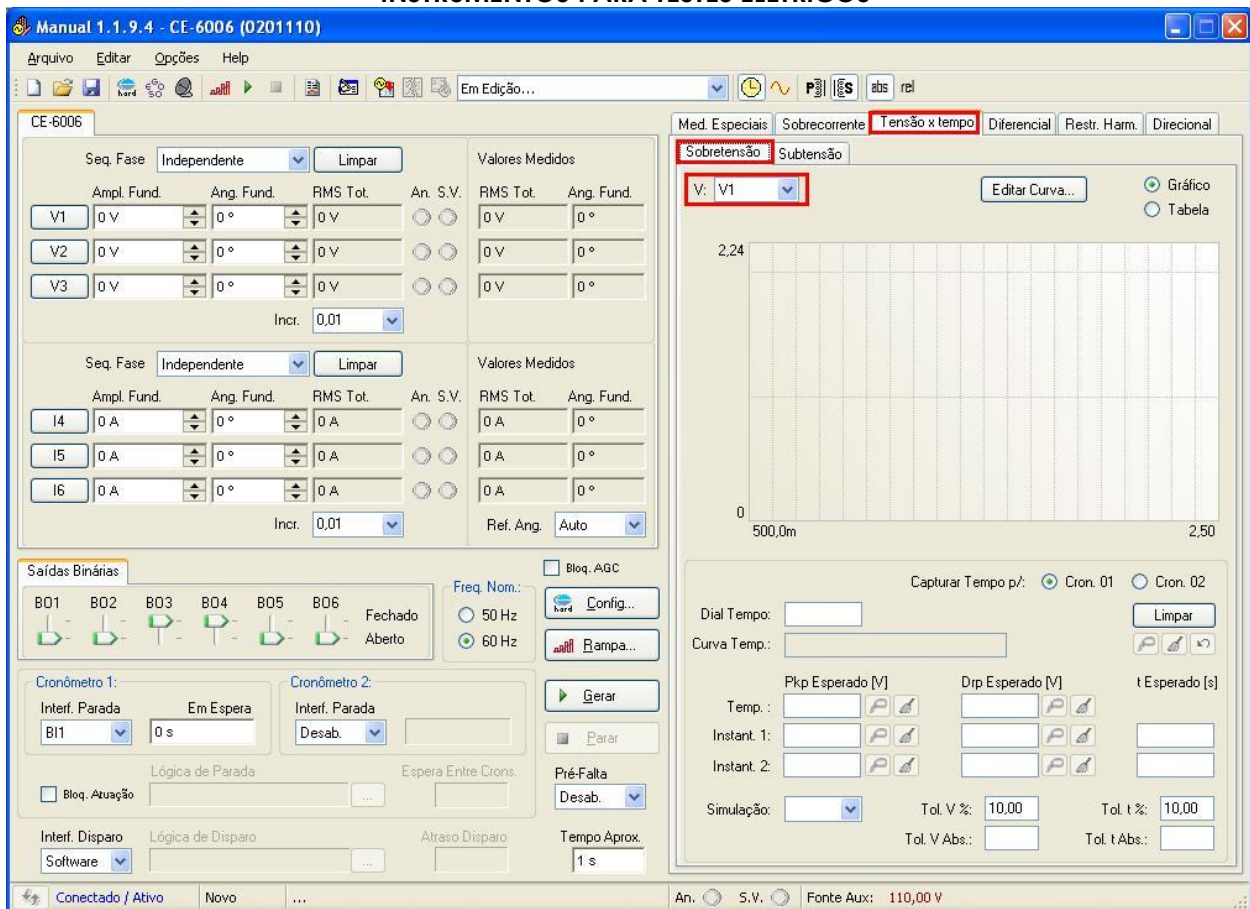 INSTRUMENTOS PARA TESTES ELÉTRICOS
Manual 1.1.9.4 - CE-6006 (0201110)
Arquivo Editar Opções Help
hard Em Edição... P S abs rel
CE-6006
Seq. Fase Independente Limpar Valores Medidos
Ampl. Fund. Ang. Fund. RMS Tot. An. S.V. RMS Tot. Ang. Fund.
V1 0 V 0 ° 0 V 0 V 0 °
V2 0 V 0 ° 0 V 0 V 0 °
V3 0 V 0 ° 0 V 0 V 0 °
Incr. 0,01
Seq. Fase Independente Limpar Valores Medidos
Ampl. Fund. Ang. Fund. RMS Tot. An. S.V. RMS Tot. Ang. Fund.
I4 0 A 0 ° 0 A 0 A 0 °
I5 0 A 0 ° 0 A 0 A 0 °
I6 0 A 0 ° 0 A 0 A 0 °
Incr. 0,01 Ref. Ang. Auto
Saídas Binárias
BO1 BO2 BO3 BO4 BO5 BO6
Fechado
Aberto
Freq. Nom.:
50 Hz
60 Hz
Bloq. AGC
hard Config...
Rampa...
Gerar
Parar
Pré-Falta
Desab.
Tempo Aprox.
1 s
Cronômetro 1:
Interf. Parada Em Espera
BI1 0 s
Cronômetro 2:
Interf. Parada
Desab.
Lógica de Parada Espera Entre Crons.
Bloq. Atuação ...
Interf. Disparo Lógica de Disparo Atraso Disparo
Software ...
Med. Especiais Sobrecorrente Tensão x tempo Diferencial Restr. Harm. Direcional
Sobretensão Subtensão
V: V1 Editar Curva... Gráfico
Tabela
2,24
0
500,0m 2,50
Capturar Tempo p/: Cron. 01 Cron. 02
Dial Tempo: Limpar
Curva Temp.:
Pkp Esperado [V] Drp Esperado [V] t Esperado [s]
Temp. :
Instant. 1:
Instant. 2:
Simulação: Tol. V %: 10,00 Tol. t %: 10,00
Tol. V Abs.: Tol. t Abs.:
Conectado / Ativo Novo ... An. S.V. Fonte Aux: 110,00 V